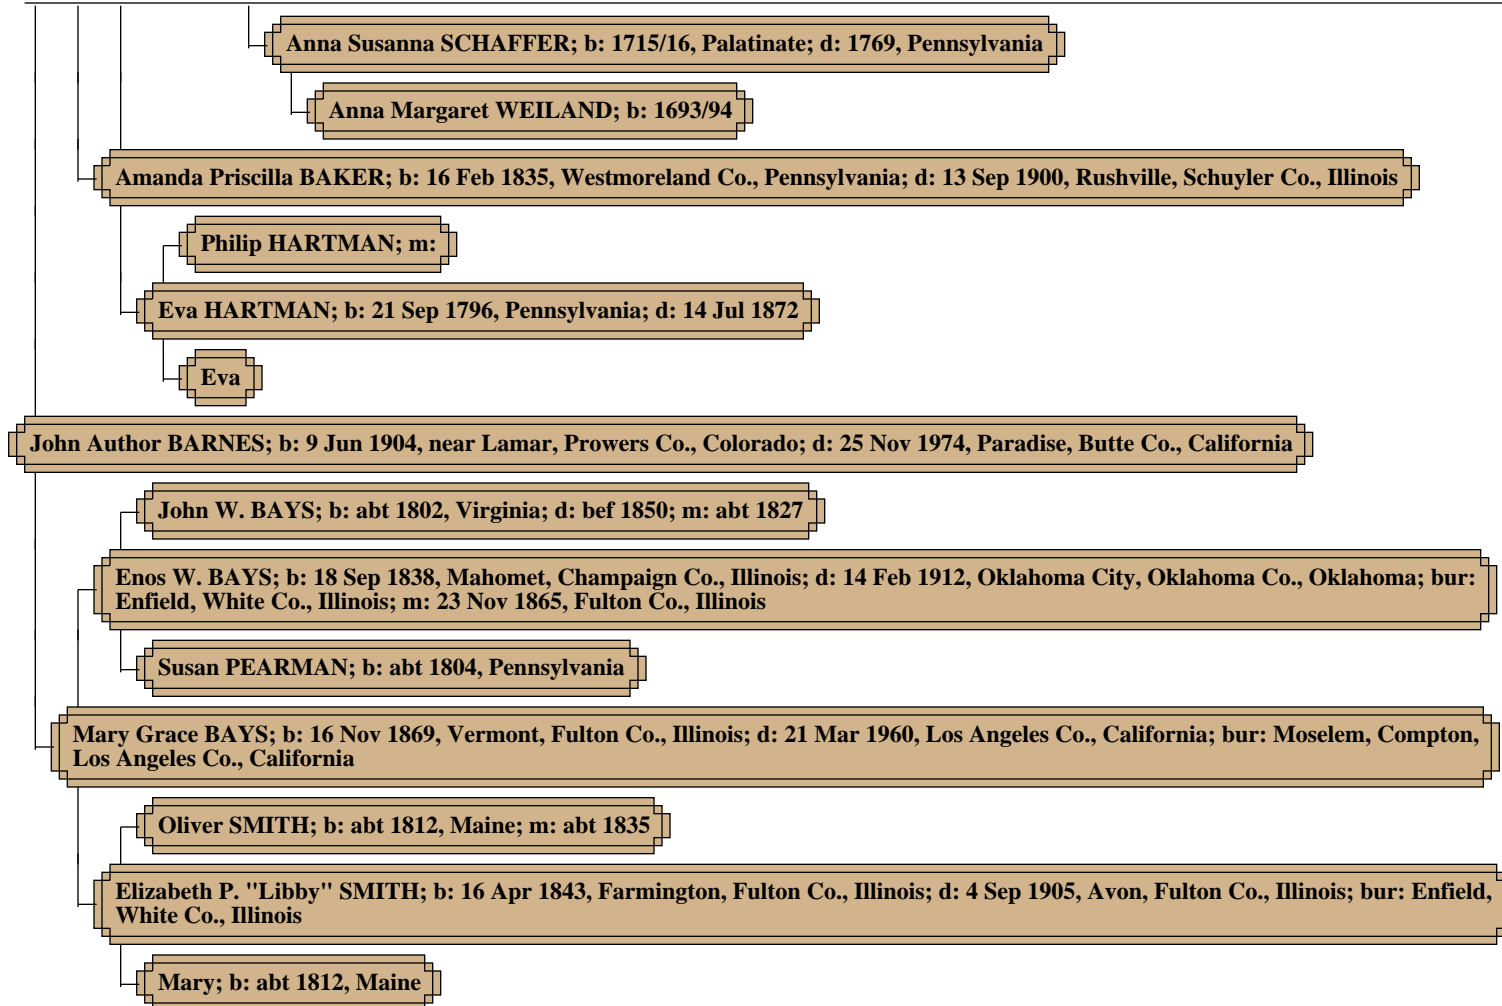 Anna Susanna SCHAFFER; b: 1715/16, Palatinate; d: 1769, Pennsylvania
Anna Margaret WEILAND; b: 1693/94
Amanda Priscilla BAKER; b: 16 Feb 1835, Westmoreland Co., Pennsylvania; d: 13 Sep 1900, Rushville, Schuyler Co., Illinois
Philip HARTMAN; m:
Eva HARTMAN; b: 21 Sep 1796, Pennsylvania; d: 14 Jul 1872
Eva
John Author BARNES; b: 9 Jun 1904, near Lamar, Prowers Co., Colorado; d: 25 Nov 1974, Paradise, Butte Co., California
John W. BAYS; b: abt 1802, Virginia; d: bef 1850; m: abt 1827
Enos W. BAYS; b: 18 Sep 1838, Mahomet, Champaign Co., Illinois; d: 14 Feb 1912, Oklahoma City, Oklahoma Co., Oklahoma; bur:
Enfield, White Co., Illinois; m: 23 Nov 1865, Fulton Co., Illinois
Susan PEARMAN; b: abt 1804, Pennsylvania
Mary Grace BAYS; b: 16 Nov 1869, Vermont, Fulton Co., Illinois; d: 21 Mar 1960, Los Angeles Co., California; bur: Moselem, Compton,
Los Angeles Co., California
Oliver SMITH; b: abt 1812, Maine; m: abt 1835
Elizabeth P. "Libby" SMITH; b: 16 Apr 1843, Farmington, Fulton Co., Illinois; d: 4 Sep 1905, Avon, Fulton Co., Illinois; bur: Enfield,
White Co., Illinois
Mary; b: abt 1812, Maine